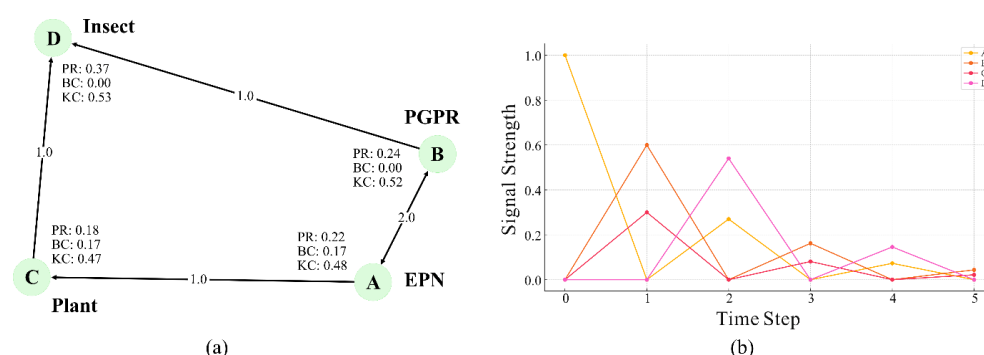 Insect
D
PR: 0.37
BC: 0.00
KC: 0.53
1.0
PGPR
B
PR: 0.24
BC: 0.00
KC: 0.52
1.0
2.0
PR: 0.18
BC: 0.17
KC: 0.47
PR: 0.22
BC: 0.17
KC: 0.48
C
1.0
A
EPN
Plant
(a)
Signal Strength
1.0
0.8
0.6
0.4
0.2
0.0
0
1
2
3
4
5
Time Step
(b)